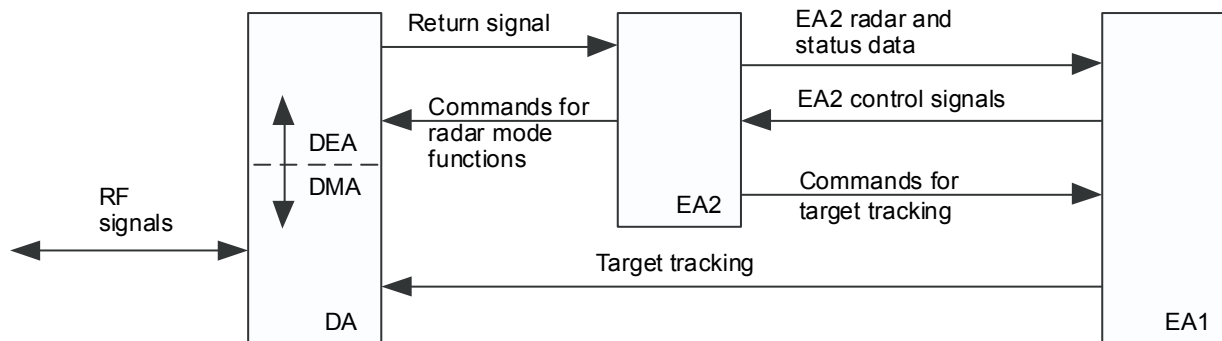 Return signal
EA2 radar and
status data
Commands for
radar mode
functions
EA2 control signals
DEA
DMA
RF
signals
EA2
Commands for
target tracking
Target tracking
DA
EA1